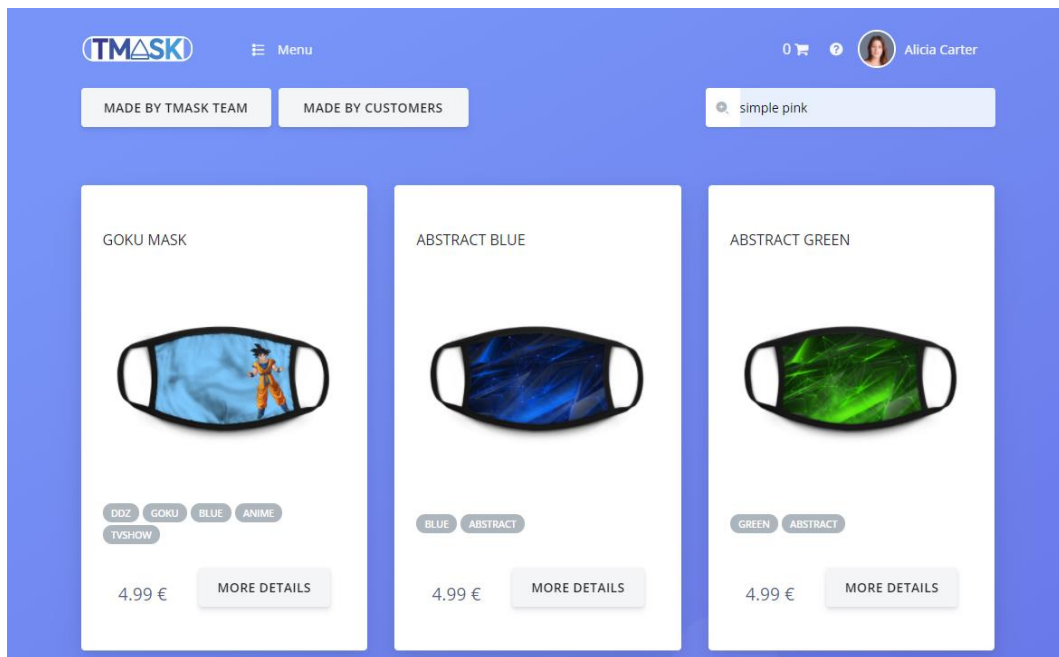 TMASK
Menu
0
Alicia Carter
MADE BY TMASK TEAM
MADE BY CUSTOMERS
simple pink
GOKU MASK
ABSTRACT BLUE
ABSTRACT GREEN
DDZ GOKU BLUE ANIME
TVSHOW
BLUE ABSTRACT
GREEN ABSTRACT
4.99 €
MORE DETAILS
4.99 €
MORE DETAILS
4.99 €
MORE DETAILS